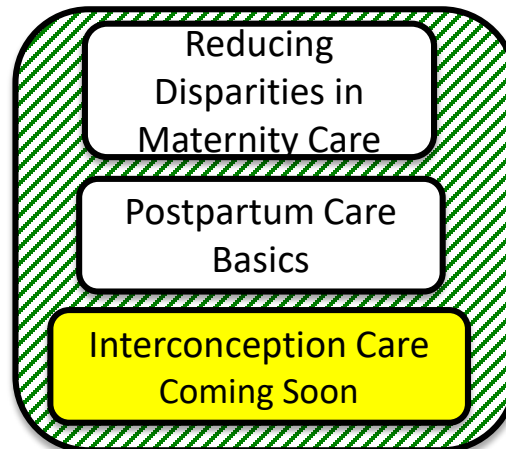 Reducing
Disparities in
Maternity Care
Postpartum Care
Basics
Interconception Care
Coming Soon